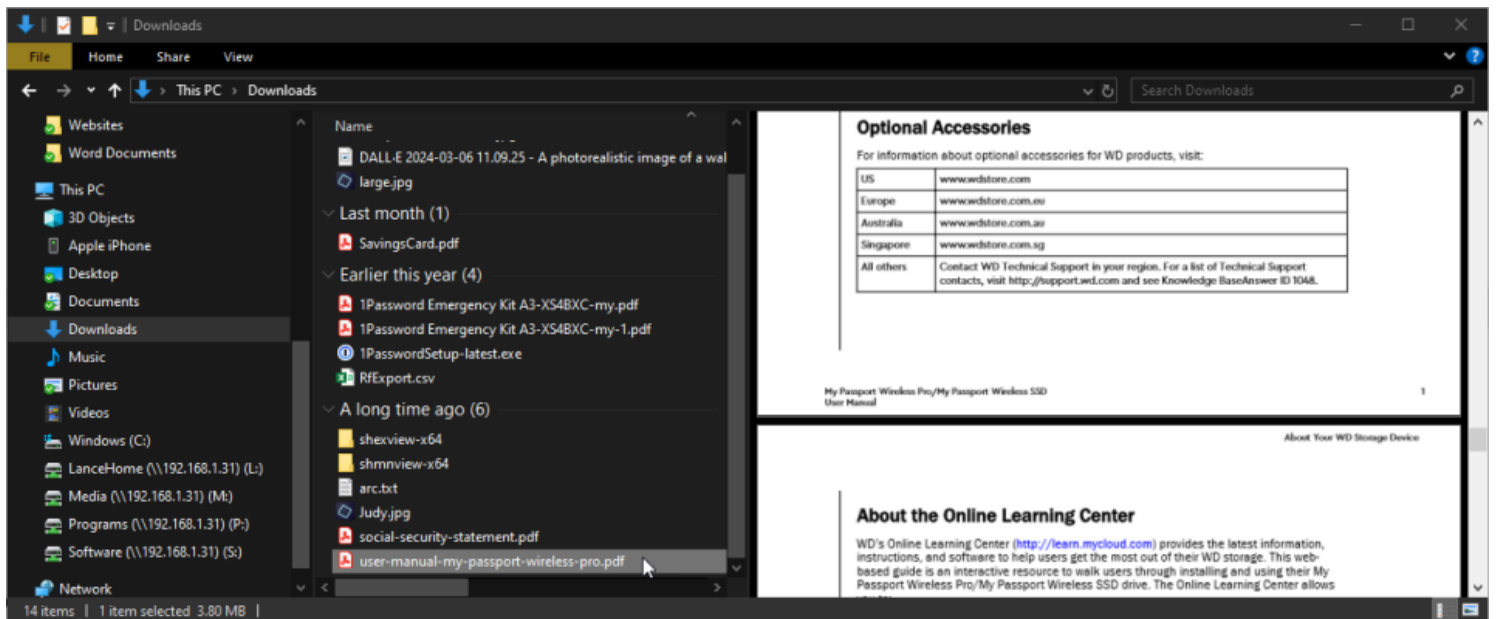 Downloads
File Home Share View
This PC > Downloads
Search Downloads
Websites
Word Documents
This PC
3D Objects
Apple iPhone
Desktop
Documents
Downloads
Music
Pictures
Videos
Windows (C:)
LanceHome (\\192.168.1.31) (L:)
Media (\\192.168.1.31) (M:)
Programs (\\192.168.1.31) (P:)
Software (\\192.168.1.31) (S:)
Network
Name
DALL·E 2024-03-06 11.09.25 - A photorealistic image of a wal
large.jpg
Last month (1)
SavingsCard.pdf
Earlier this year (4)
1Password Emergency Kit A3-XS4BXC-my.pdf
1Password Emergency Kit A3-XS4BXC-my-1.pdf
1PasswordSetup-latest.exe
RfExport.csv
A long time ago (6)
shexview-x64
shmnview-x64
arc.txt
Judy.jpg
social-security-statement.pdf
user-manual-my-passport-wireless-pro.pdf
Optional Accessories
For information about optional accessories for WD products, visit:
US www.wdstore.com
Europe www.wdstore.com.eu
Australia www.wdstore.com.au
Singapore www.wdstore.com.sg
All others Contact WD Technical Support in your region. For a list of Technical Support
contacts, visit http://support.wd.com and see Knowledge BaseAnswer ID 1048.
My Passport Wireless Pro/My Passport Wireless SSD 1
User Manual
About Your WD Storage Device
About the Online Learning Center
WD's Online Learning Center (http://learn.mycloud.com) provides the latest information,
instructions, and software to help users get the most out of their WD storage. This web-
based guide is an interactive resource to walk users through installing and using their My
Passport Wireless Pro/My Passport Wireless SSD drive. The Online Learning Center allows
14 items | 1 item selected 3.80 MB |